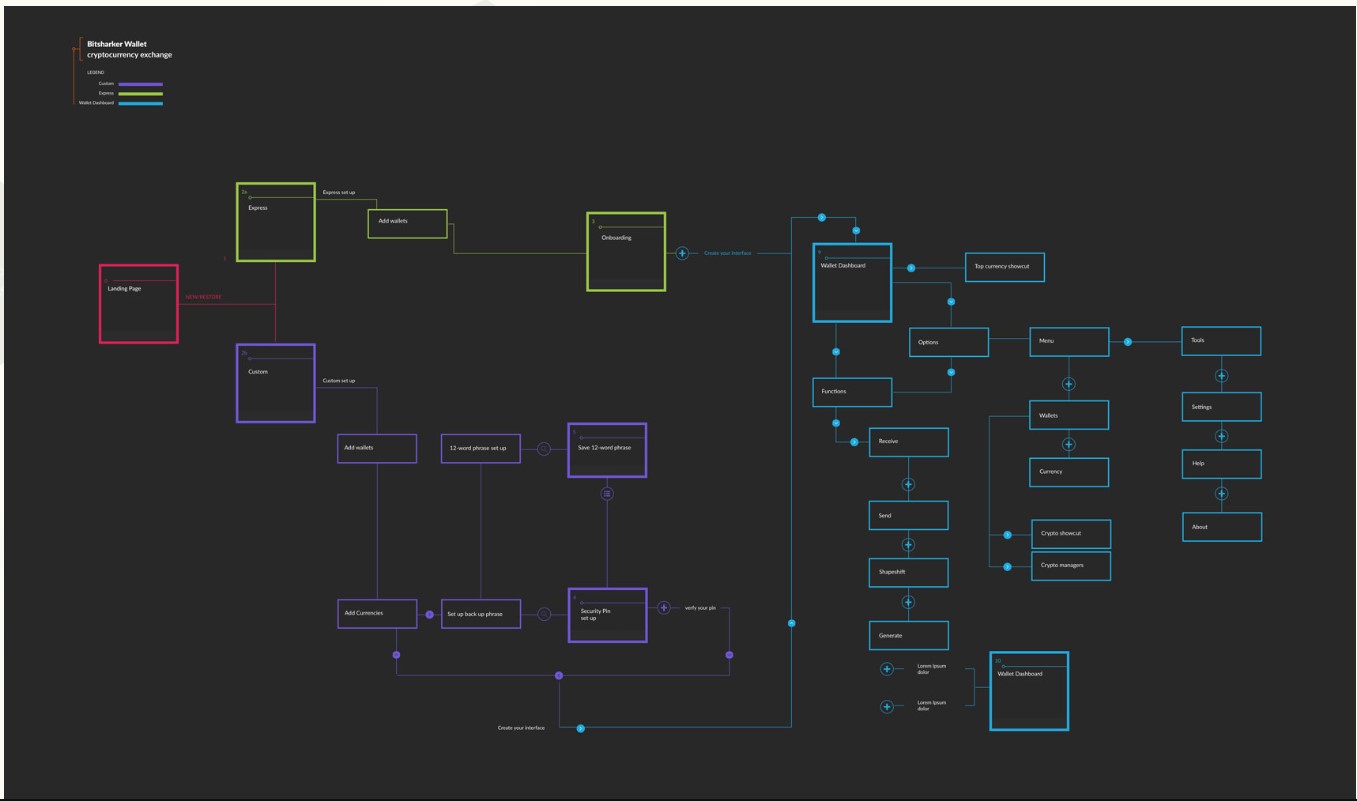 Bitsharker Wallet
cryptocurrency exchange
LEGEND
Custom
Express
Wallet Dashboard
2a
Express
Express set up
Add wallets
3
Onboarding
Create your interface
Landing Page
NEW RESTORE
2b
Custom
Custom set up
Add wallets
12-word phrase set up
Save 12-word phrase
Add Currencies
Set up back up phrase
Security Pin
set up
verify your pin
Create your interface
Wallet Dashboard
Top currency showcut
Options
Menu
Tools
Functions
Wallets
Settings
Receive
Currency
Help
Send
Crypto showcut
About
Crypto managers
Shapeshift
Generate
Lorem ipsum
dolor
Lorem ipsum
dolor
10
Wallet Dashboard